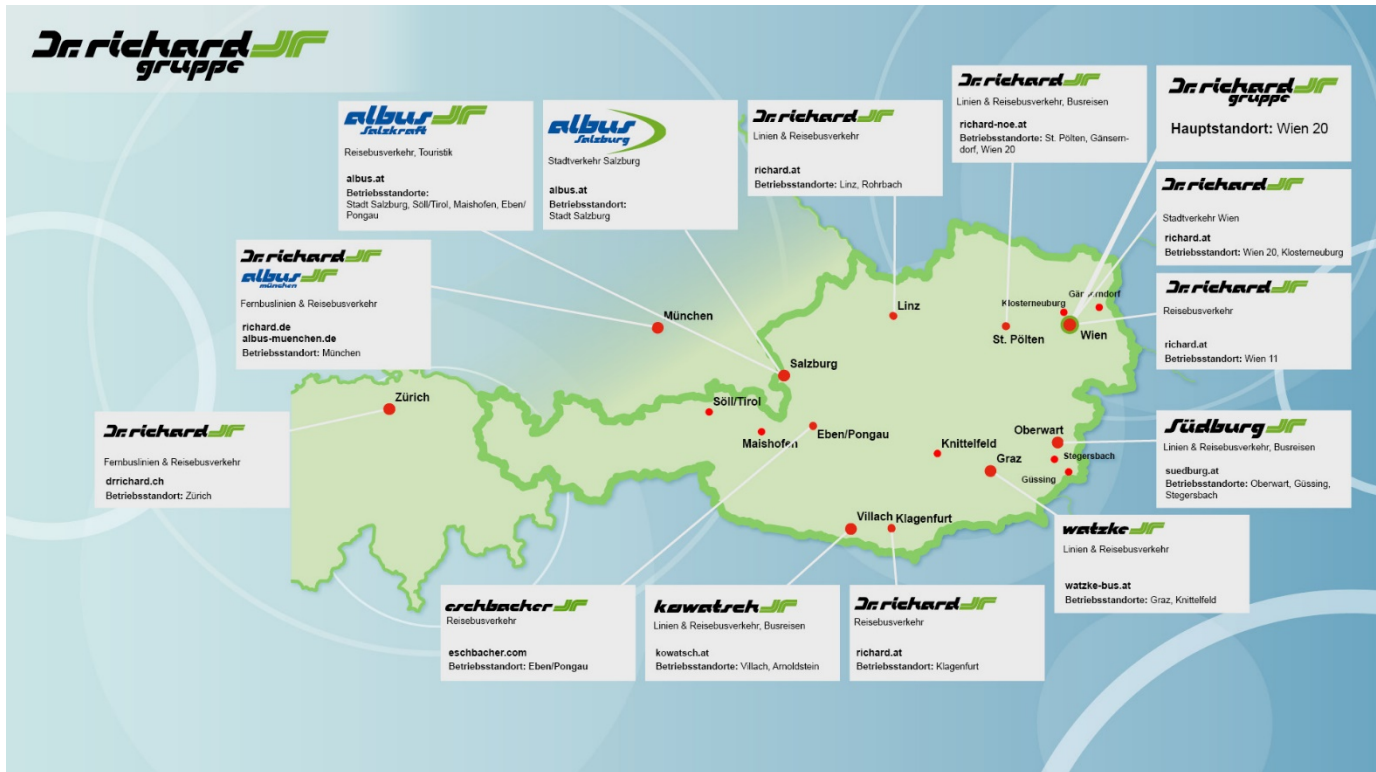 Dr. richard
gruppe
albus
Salzkraft
Reisebusverkehr, Touristik
albus.at
Betriebsstandorte:
Stadt Salzburg, Söll/Tirol, Maishofen, Eben/
Pongau
albus
Salzburg
Stadtverkehr Salzburg
albus.at
Betriebsstandort:
Stadt Salzburg
Dr. richard
Linien & Reisebusverkehr
richard.at
Betriebsstandorte: Linz, Rohrbach
Dr. richard
Linien & Reisebusverkehr, Busreisen
richard-noe.at
Betriebsstandorte: St. Pölten, Gänsern-
dorf, Wien 20
Dr. richard
gruppe
Hauptstandort: Wien 20
Dr. richard
Stadtverkehr Wien
richard.at
Betriebsstandort: Wien 20, Klosterneuburg
Dr. richard
Reisebusverkehr
richard.at
Betriebsstandort: Wien 11
Dr. richard
albus
münchen
Fernbuslinien & Reisebusverkehr
richard.de
albus-muenchen.de
Betriebsstandort: München
Dr. richard
Fernbuslinien & Reisebusverkehr
drrichard.ch
Betriebsstandort: Zürich
München
Linz
Klosterneuburg
Gänserndorf
St. Pölten
Wien
Salzburg
Zürich
Söll/Tirol
Maishofen
Eben/Pongau
Knittelfeld
Oberwart
Graz
Stegersbach
Güssing
Villach
Klagenfurt
Südburg
Linien & Reisebusverkehr, Busreisen
suedburg.at
Betriebsstandorte: Oberwart, Güssing,
Stegersbach
watzke
Linien & Reisebusverkehr
watzke-bus.at
Betriebsstandorte: Graz, Knittelfeld
eschbacher
Reisebusverkehr
eschbacher.com
Betriebsstandort: Eben/Pongau
kowatsch
Linien & Reisebusverkehr, Busreisen
kowatsch.at
Betriebsstandorte: Villach, Arnoldstein
Dr. richard
Reisebusverkehr
richard.at
Betriebsstandort: Klagenfurt